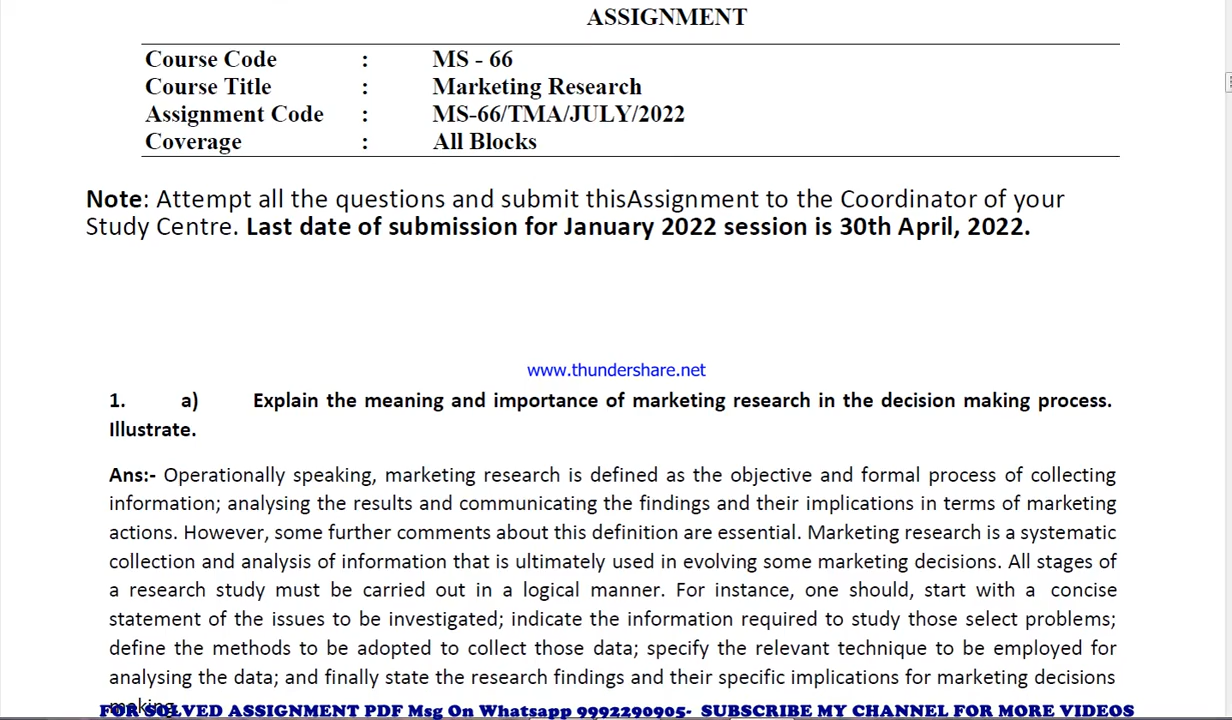 ASSIGNMENT
Course Code : MS - 66
Course Title : Marketing Research
Assignment Code : MS-66/TMA/JULY/2022
Coverage : All Blocks
Note: Attempt all the questions and submit thisAssignment to the Coordinator of your
Study Centre. Last date of submission for January 2022 session is 30th April, 2022.
www.thundershare.net
1. a) Explain the meaning and importance of marketing research in the decision making process.
Illustrate.
Ans:- Operationally speaking, marketing research is defined as the objective and formal process of collecting
information; analysing the results and communicating the findings and their implications in terms of marketing
actions. However, some further comments about this definition are essential. Marketing research is a systematic
collection and analysis of information that is ultimately used in evolving some marketing decisions. All stages of
a research study must be carried out in a logical manner. For instance, one should, start with a concise
statement of the issues to be investigated; indicate the information required to study those select problems;
define the methods to be adopted to collect those data; specify the relevant technique to be employed for
analysing the data; and finally state the research findings and their specific implications for marketing decisions
making.
FOR SOLVED ASSIGNMENT PDF Msg On Whatsapp 9992290905- SUBSCRIBE MY CHANNEL FOR MORE VIDEOS